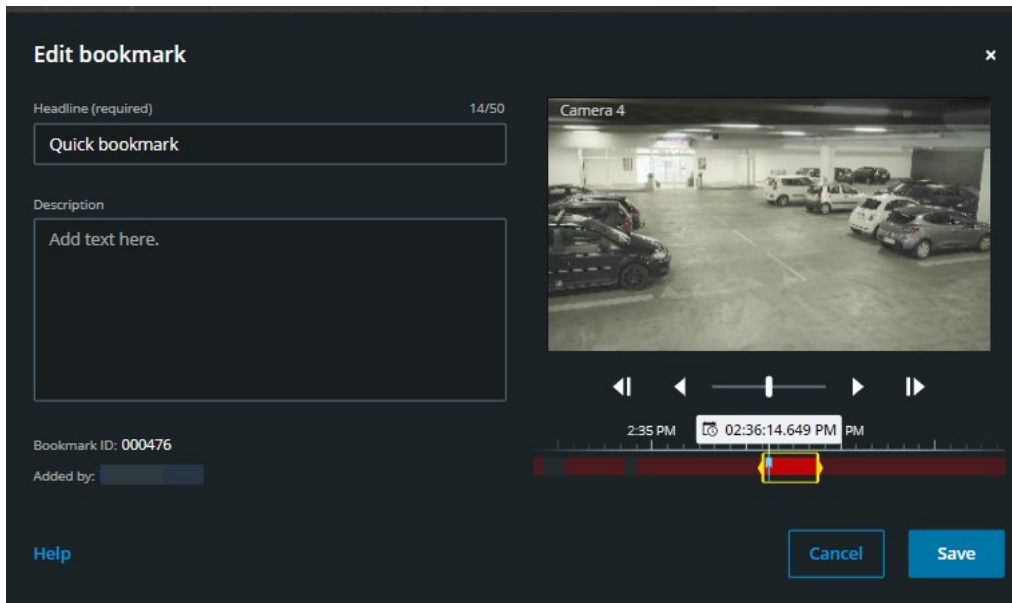 Edit bookmark
Headline (required) 14/50
Quick bookmark
Description
Add text here.
Bookmark ID: 000476
Added by:
Help
Camera 4
2:35 PM 02:36:14.649 PM PM
Cancel Save